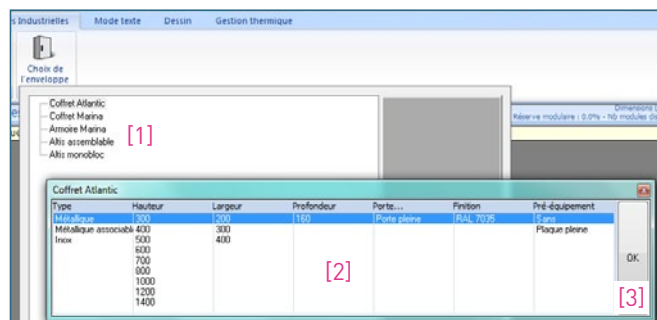 s Industrielles Mode texte Dessin Gestion thermique
Choix de
l'enveloppe
Coffret Atlantic
Coffret Marina
Armoire Marina
Altis assemblable
Altis monobloc
[1]
Dimensions
Réserve modulaire : 0.0% - Nb modules dis
Coffret Atlantic
Type Hauteur Largeur Profondeur Porte... Finition Pré-équipement
Métallique 300 200 160 Porte pleine RAL 7035 Sans
Métallique associabl 400 300 Plaque pleine
Inox 500 400
600
700
800
1000
1200
1400
[2]
OK
[3]